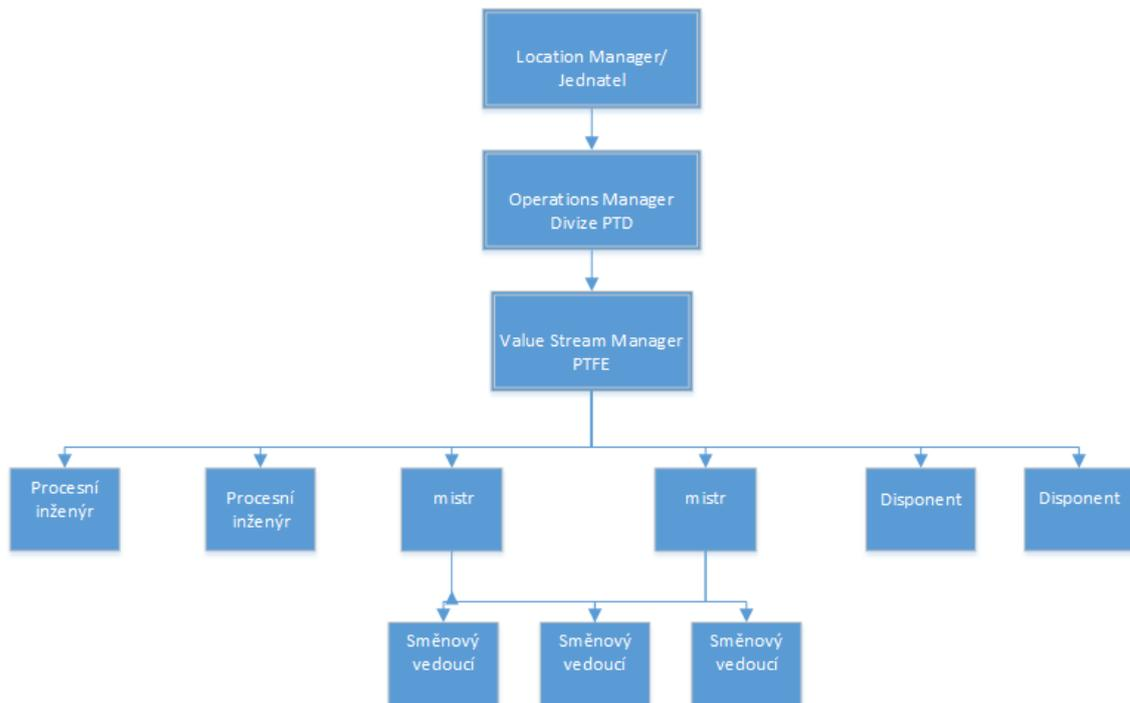 Location Manager/
Jednatel
Operations Manager
Divize PTD
Value Stream Manager
PTFE
Procesní
inženýr
Procesní
inženýr
mistr
mistr
Disponent
Disponent
Směnový
vedoucí
Směnový
vedoucí
Směnový
vedoucí